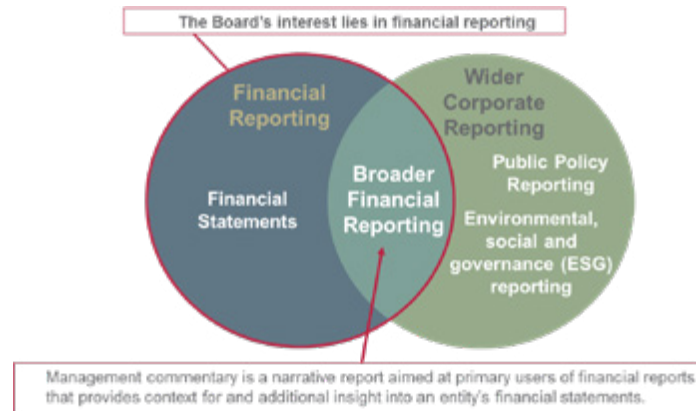 The Board's interest lies in financial reporting
Financial
Reporting
Wider
Corporate
Reporting
Financial
Statements
Broader
Financial
Reporting
Public Policy
Reporting
Environmental,
social and
governance (ESG)
reporting
Management commentary is a narrative report aimed at primary users of financial reports
that provides context for and additional insight into an entity's financial statements.